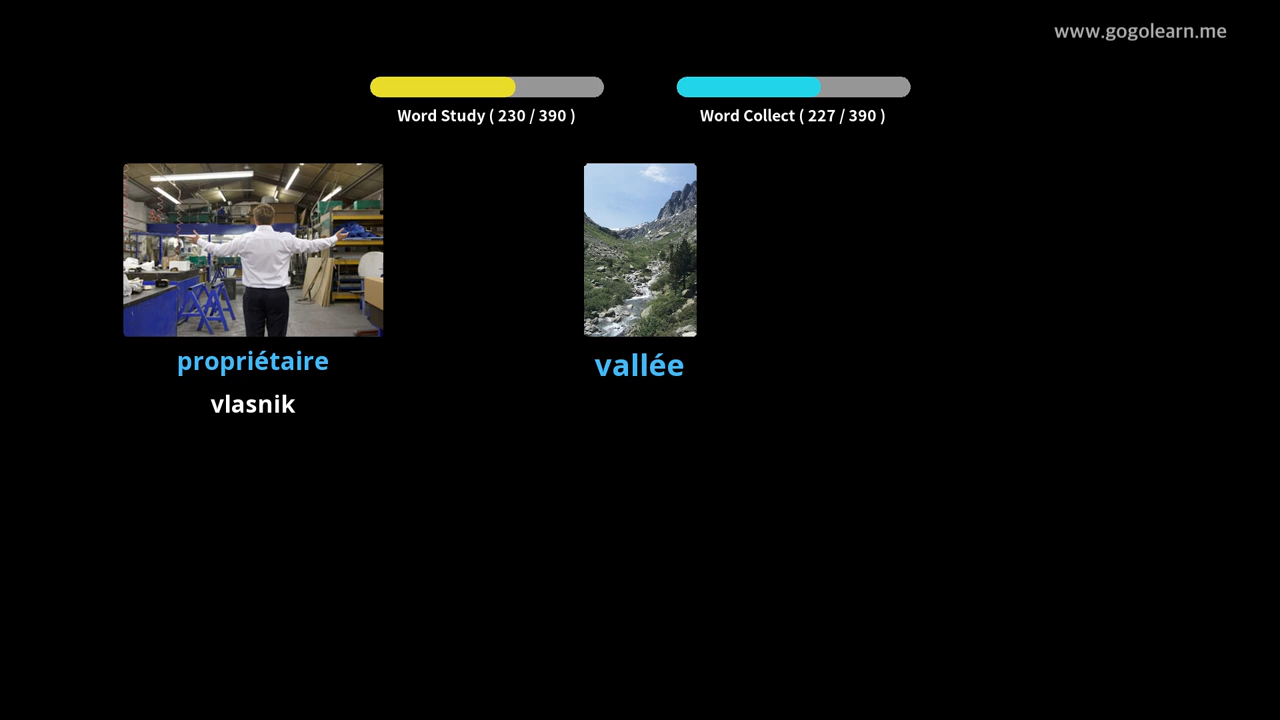 www.gogolearn.me
Word Study ( 230 / 390 )
Word Collect ( 227 / 390 )
propriétaire
vlasnik
vallée